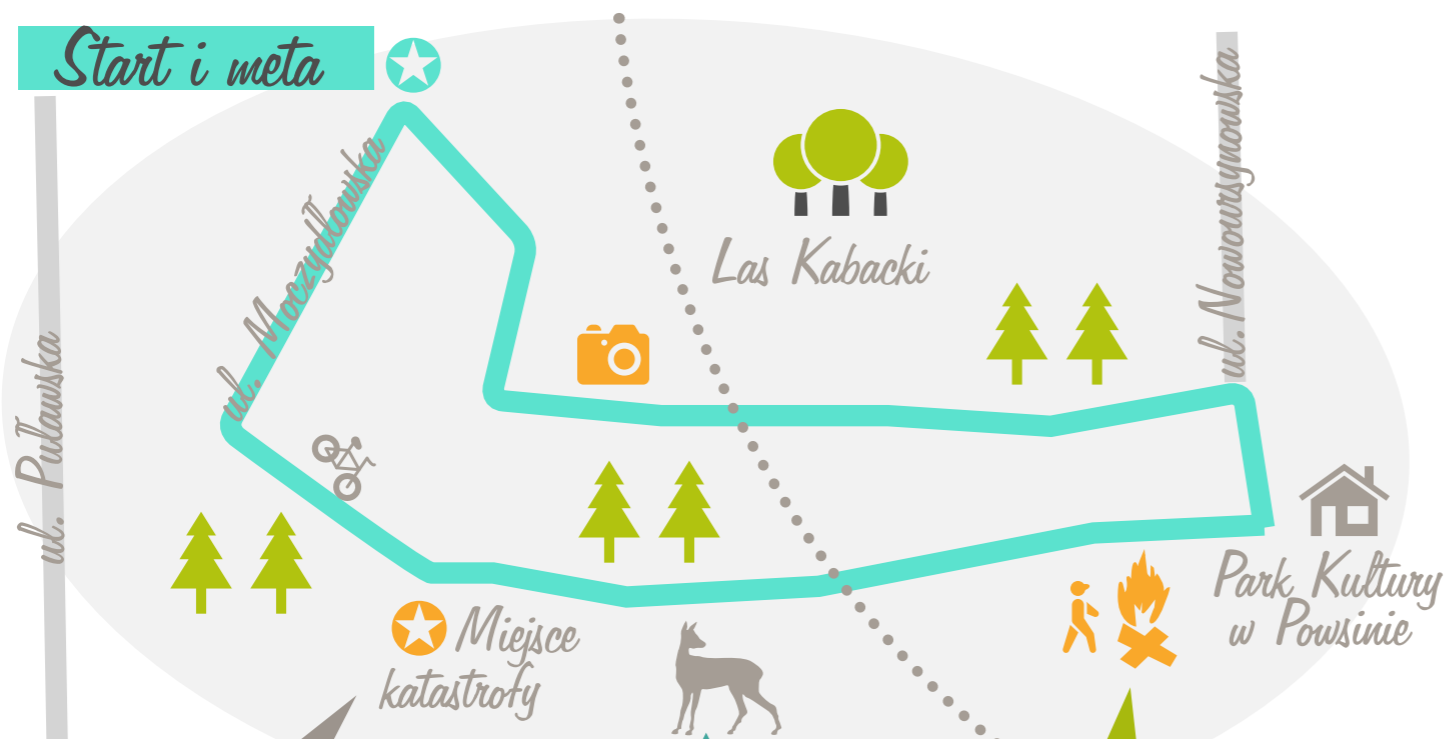 Start i meta
ul. Moczydłowska
ul. Puławska
Las Kabacki
ul. Nowoursynowska
Miejsce
katastrofy
Park Kultury
w Powsinie